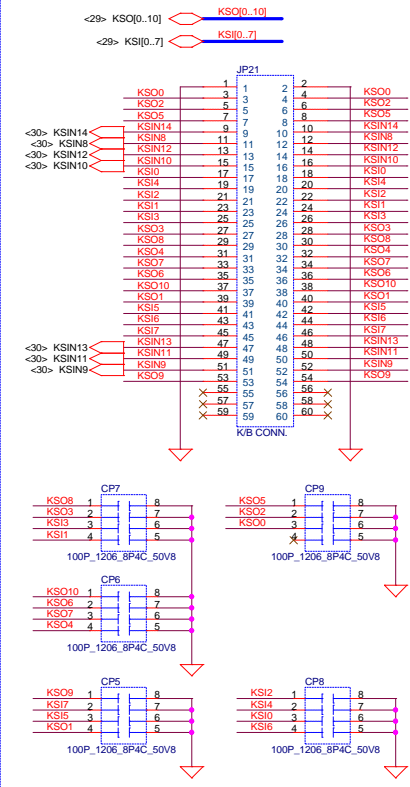 <29> KSO[0..10] KSO[0..10]
<29> KSI[0..7] KSI[0..7]
JP21
1 1 2 2
KSO0 3 3 4 4 KSO0
KSO2 5 5 6 6 KSO2
KSO5 7 7 8 8 KSO5
<30> KSIN14 KSIN14 9 9 10 10 KSIN14
<30> KSIN8 KSIN8 11 11 12 12 KSIN8
<30> KSIN12 KSIN12 13 13 14 14 KSIN12
<30> KSIN10 KSIN10 15 15 16 16 KSIN10
KSI0 17 17 18 18 KSI0
KSI4 19 19 20 20 KSI4
KSI2 21 21 22 22 KSI2
KSI1 23 23 24 24 KSI1
KSI3 25 25 26 26 KSI3
KSO3 27 27 28 28 KSO3
KSO8 29 29 30 30 KSO8
KSO4 31 31 32 32 KSO4
KSO7 33 33 34 34 KSO7
KSO6 35 35 36 36 KSO6
KSO10 37 37 38 38 KSO10
KSO1 39 39 40 40 KSO1
KSI5 41 41 42 42 KSI5
KSI6 43 43 44 44 KSI6
KSI7 45 45 46 46 KSI7
<30> KSIN13 KSIN13 47 47 48 48 KSIN13
<30> KSIN11 KSIN11 49 49 50 50 KSIN11
<30> KSIN9 KSIN9 51 51 52 52 KSIN9
KSO9 53 53 54 54 KSO9
55 55 56 56
57 57 58 58
59 59 60 60
K/B CONN.
CP7
KSO8 1 8
KSO3 2 7
KSI3 3 6
KSI1 4 5
100P_1206_8P4C_50V8
CP9
KSO5 1 8
KSO2 2 7
KSO0 3 6
4 5
100P_1206_8P4C_50V8
CP6
KSO10 1 8
KSO6 2 7
KSO7 3 6
KSO4 4 5
100P_1206_8P4C_50V8
CP5
KSO9 1 8
KSI7 2 7
KSI5 3 6
KSO1 4 5
100P_1206_8P4C_50V8
CP8
KSI2 1 8
KSI4 2 7
KSI0 3 6
KSI6 4 5
100P_1206_8P4C_50V8